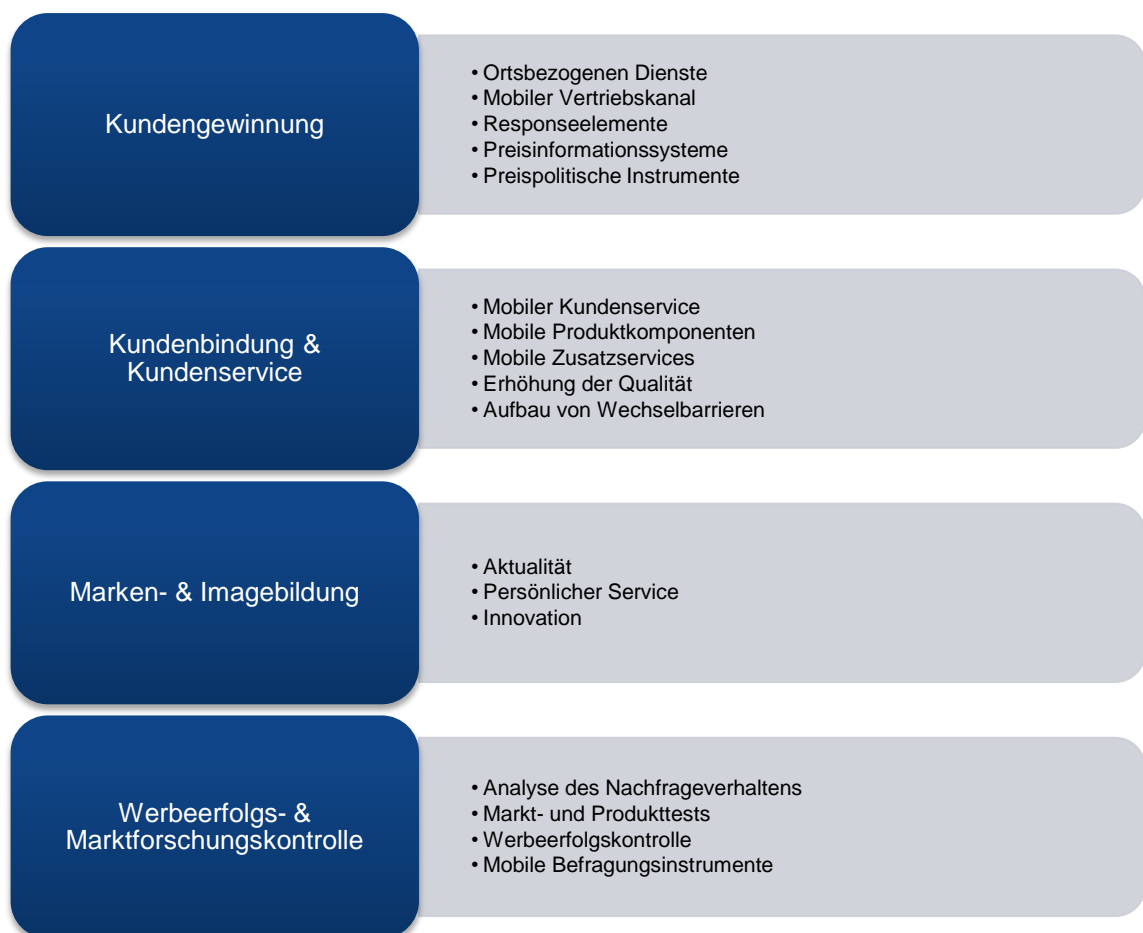 Kundengewinnung
• Ortsbezogenen Dienste
• Mobiler Vertriebskanal
• Responseelemente
• Preisinformationssysteme
• Preispolitische Instrumente
Kundenbindung &
Kundenservice
• Mobiler Kundenservice
• Mobile Produktkomponenten
• Mobile Zusatzservices
• Erhöhung der Qualität
• Aufbau von Wechselbarrieren
Marken- & Imagebildung
• Aktualität
• Persönlicher Service
• Innovation
Werbeerfolgs- &
Marktforschungskontrolle
• Analyse des Nachfrageverhaltens
• Markt- und Produkttests
• Werbeerfolgskontrolle
• Mobile Befragungsinstrumente